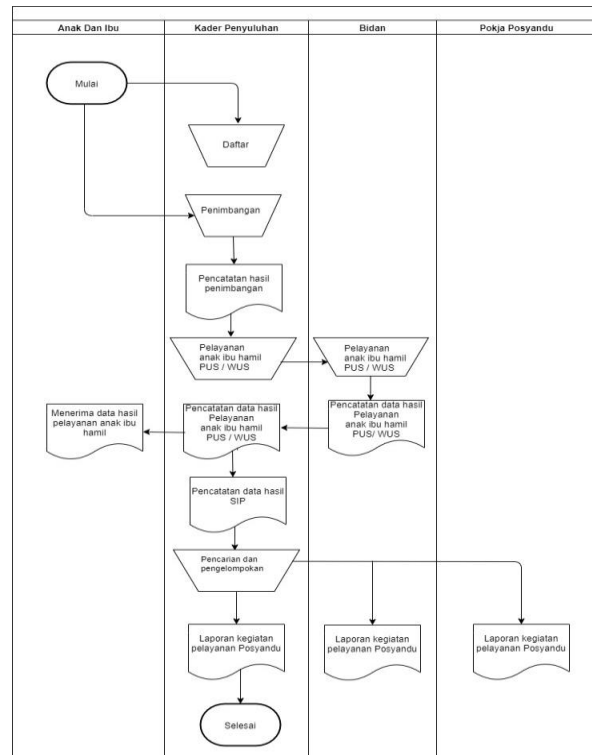 Anak Dan Ibu
Kader Penyuluhan
Bidan
Pokja Posyandu
Mulai
Daftar
Penimbangan
Pencatatan hasil
penimbangan
Pelayanan
anak ibu hamil
PUS / WUS
Pelayanan
anak ibu hamil
PUS / WUS
Menerima data hasil
pelayanan anak ibu
hamil
Pencatatan data hasil
Pelayanan
anak ibu hamil
PUS / WUS
Pencatatan data hasil
Pelayanan
anak ibu hamil
PUS/ WUS
Pencatatan data hasil
SIP
Pencarian dan
pengelompokan
Laporan kegiatan
pelayanan Posyandu
Laporan kegiatan
pelayanan Posyandu
Laporan kegiatan
pelayanan Posyandu
Selesai